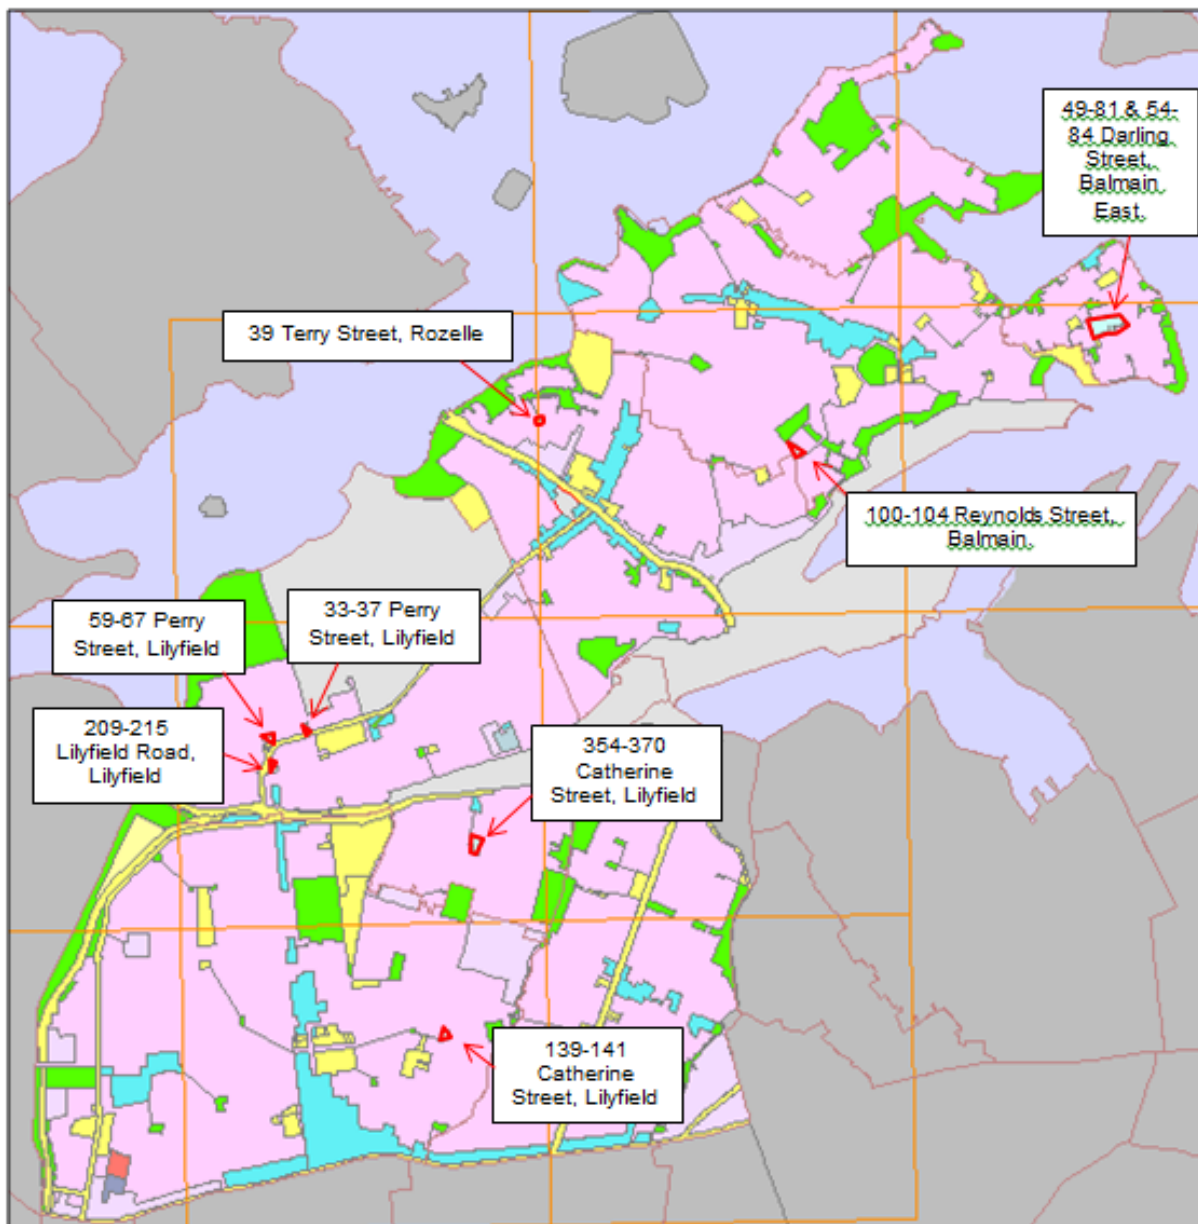 49-81 & 54-
84 Darling
Street,
Balmain
East.
39 Terry Street, Rozelle
100-104 Reynolds Street,
Balmain.
59-67 Perry
Street, Lilyfield
33-37 Perry
Street, Lilyfield
209-215
Lilyfield Road,
Lilyfield
354-370
Catherine
Street, Lilyfield
139-141
Catherine
Street, Lilyfield